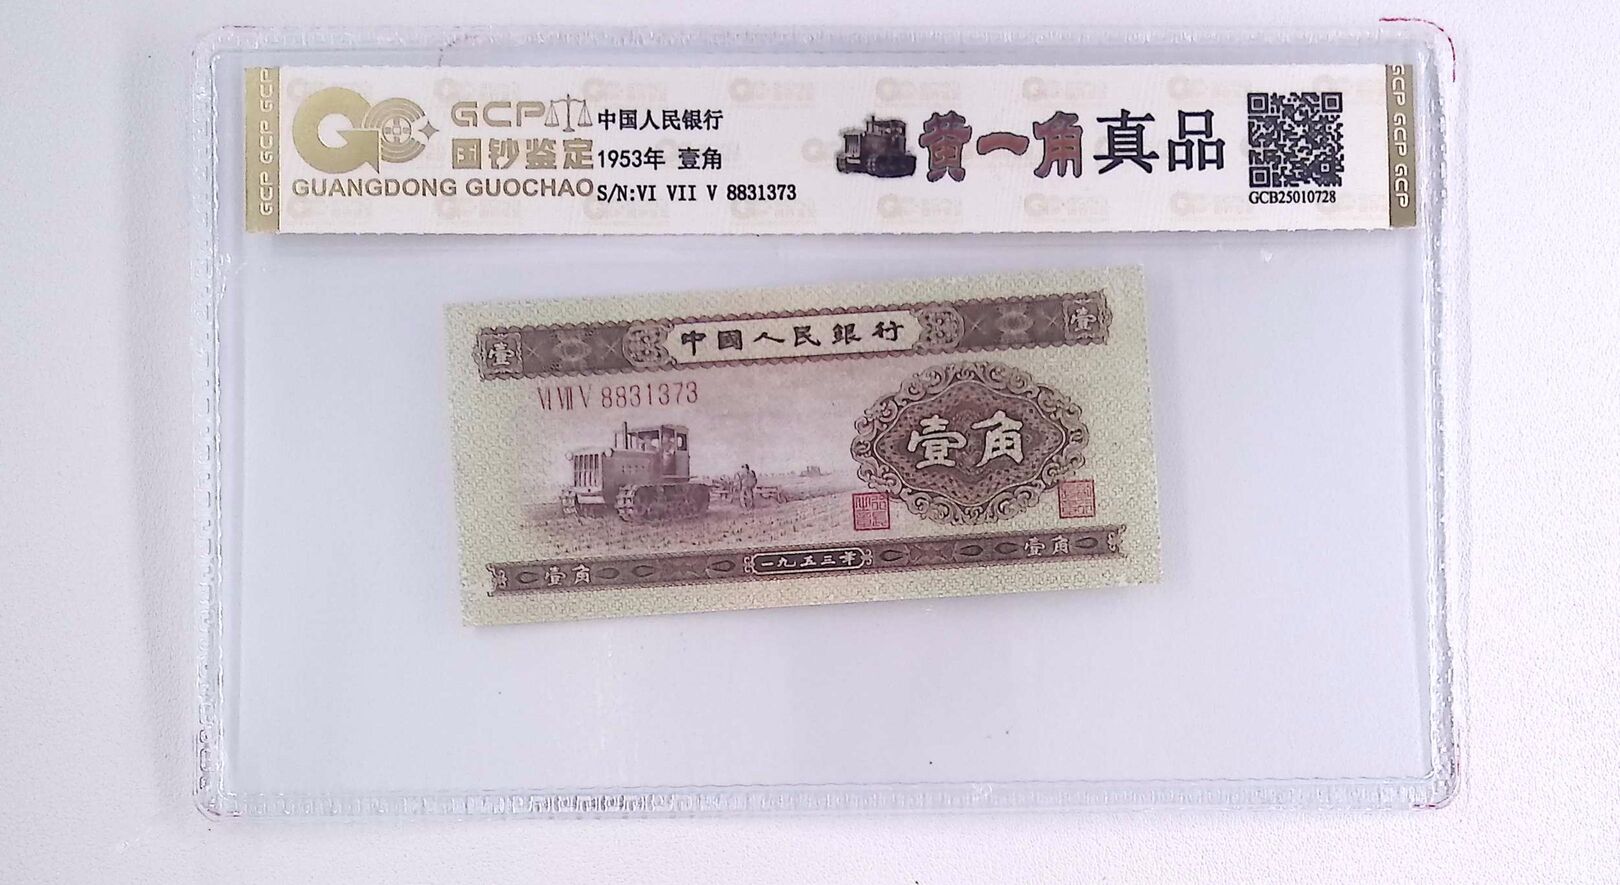 GCP GCP GCP
GCP
国钞鉴定
GUANGDONG GUOCHAO
中国人民银行
1953年 壹角
S/N:VI VII V 8831373
黄一角真品
GCB25010728
GCP GCP GCP
中國人民銀行
壹
壹
VI VII V 8831373
壹角
壹角
一九五三年
壹角